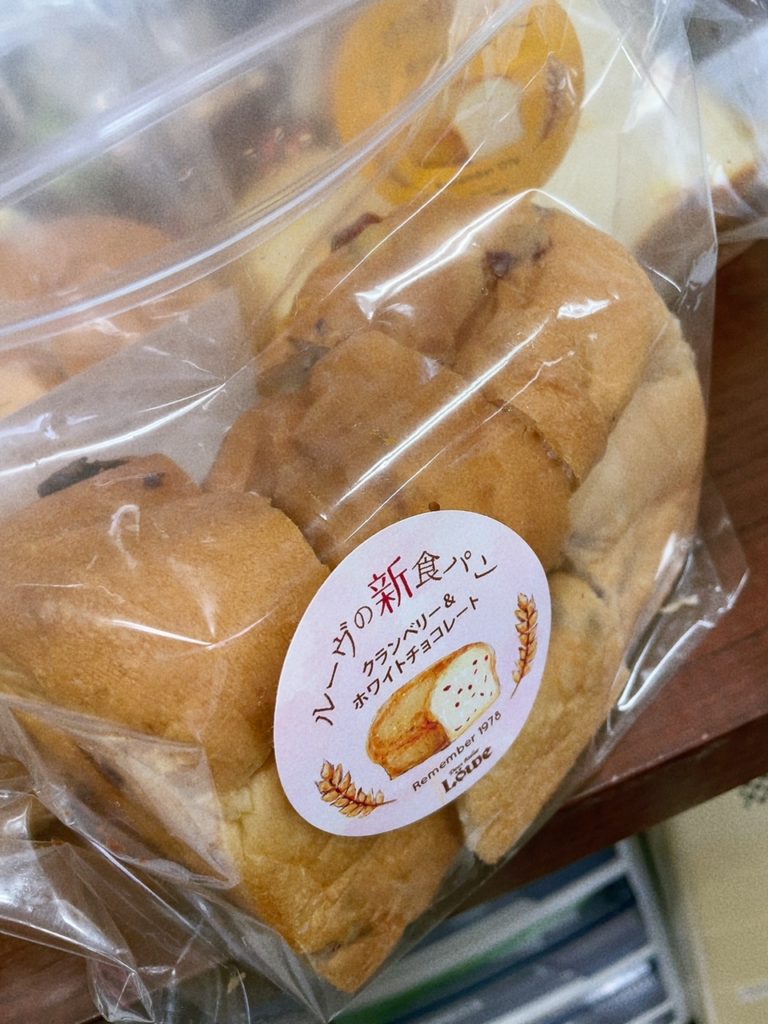 ルーヴの新食パン
クランベリー&
ホワイトチョコレート
Remember 1978